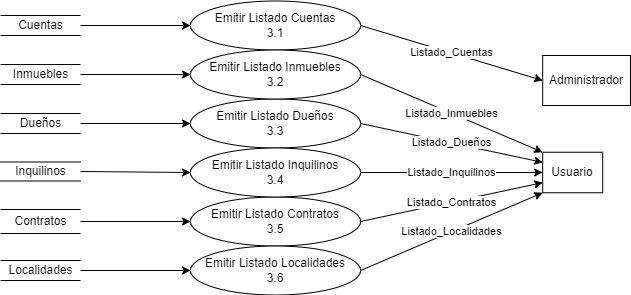 Cuentas
Emitir Listado Cuentas
3.1
Listado_Cuentas
Administrador
Inmuebles
Emitir Listado Inmuebles
3.2
Listado_Inmuebles
Dueños
Emitir Listado Dueños
3.3
Listado_Dueños
Inquilinos
Emitir Listado Inquilinos
3.4
Listado_Inquilinos
Usuario
Contratos
Emitir Listado Contratos
3.5
Listado_Contratos
Localidades
Emitir Listado Localidades
3.6
Listado_Localidades